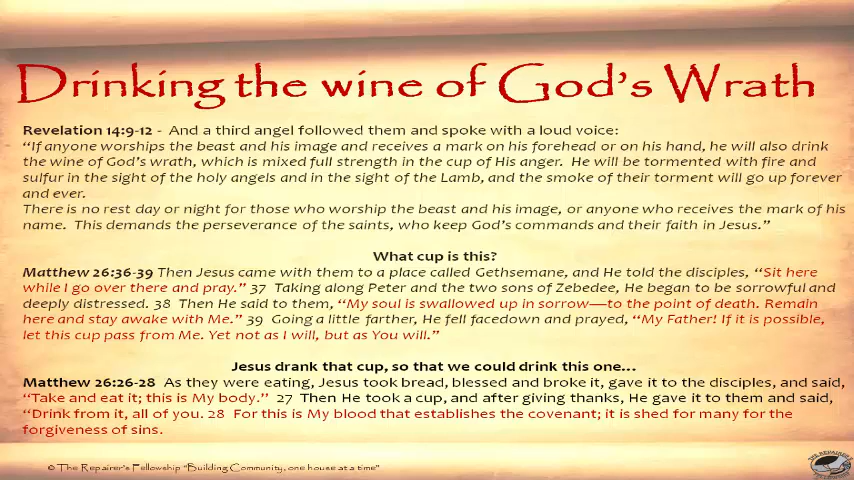 Drinking the wine of God's Wrath
Revelation 14:9-12 - And a third angel followed them and spoke with a loud voice:
“If anyone worships the beast and his image and receives a mark on his forehead or on his hand, he will also drink
the wine of God’s wrath, which is mixed full strength in the cup of His anger. He will be tormented with fire and
sulfur in the sight of the holy angels and in the sight of the Lamb, and the smoke of their torment will go up forever
and ever.
There is no rest day or night for those who worship the beast and his image, or anyone who receives the mark of his
name. This demands the perseverance of the saints, who keep God’s commands and their faith in Jesus.”
What cup is this?
Matthew 26:36-39 Then Jesus came with them to a place called Gethsemane, and He told the disciples, “Sit here
while I go over there and pray.” 37 Taking along Peter and the two sons of Zebedee, He began to be sorrowful and
deeply distressed. 38 Then He said to them, “My soul is swallowed up in sorrow—to the point of death. Remain
here and stay awake with Me.” 39 Going a little farther, He fell facedown and prayed, “My Father! If it is possible,
let this cup pass from Me. Yet not as I will, but as You will.”
Jesus drank that cup, so that we could drink this one…
Matthew 26:26-28 As they were eating, Jesus took bread, blessed and broke it, gave it to the disciples, and said,
“Take and eat it; this is My body.” 27 Then He took a cup, and after giving thanks, He gave it to them and said,
“Drink from it, all of you. 28 For this is My blood that establishes the covenant; it is shed for many for the
forgiveness of sins.
© The Repairer's Fellowship "Building Community, one house at a time"